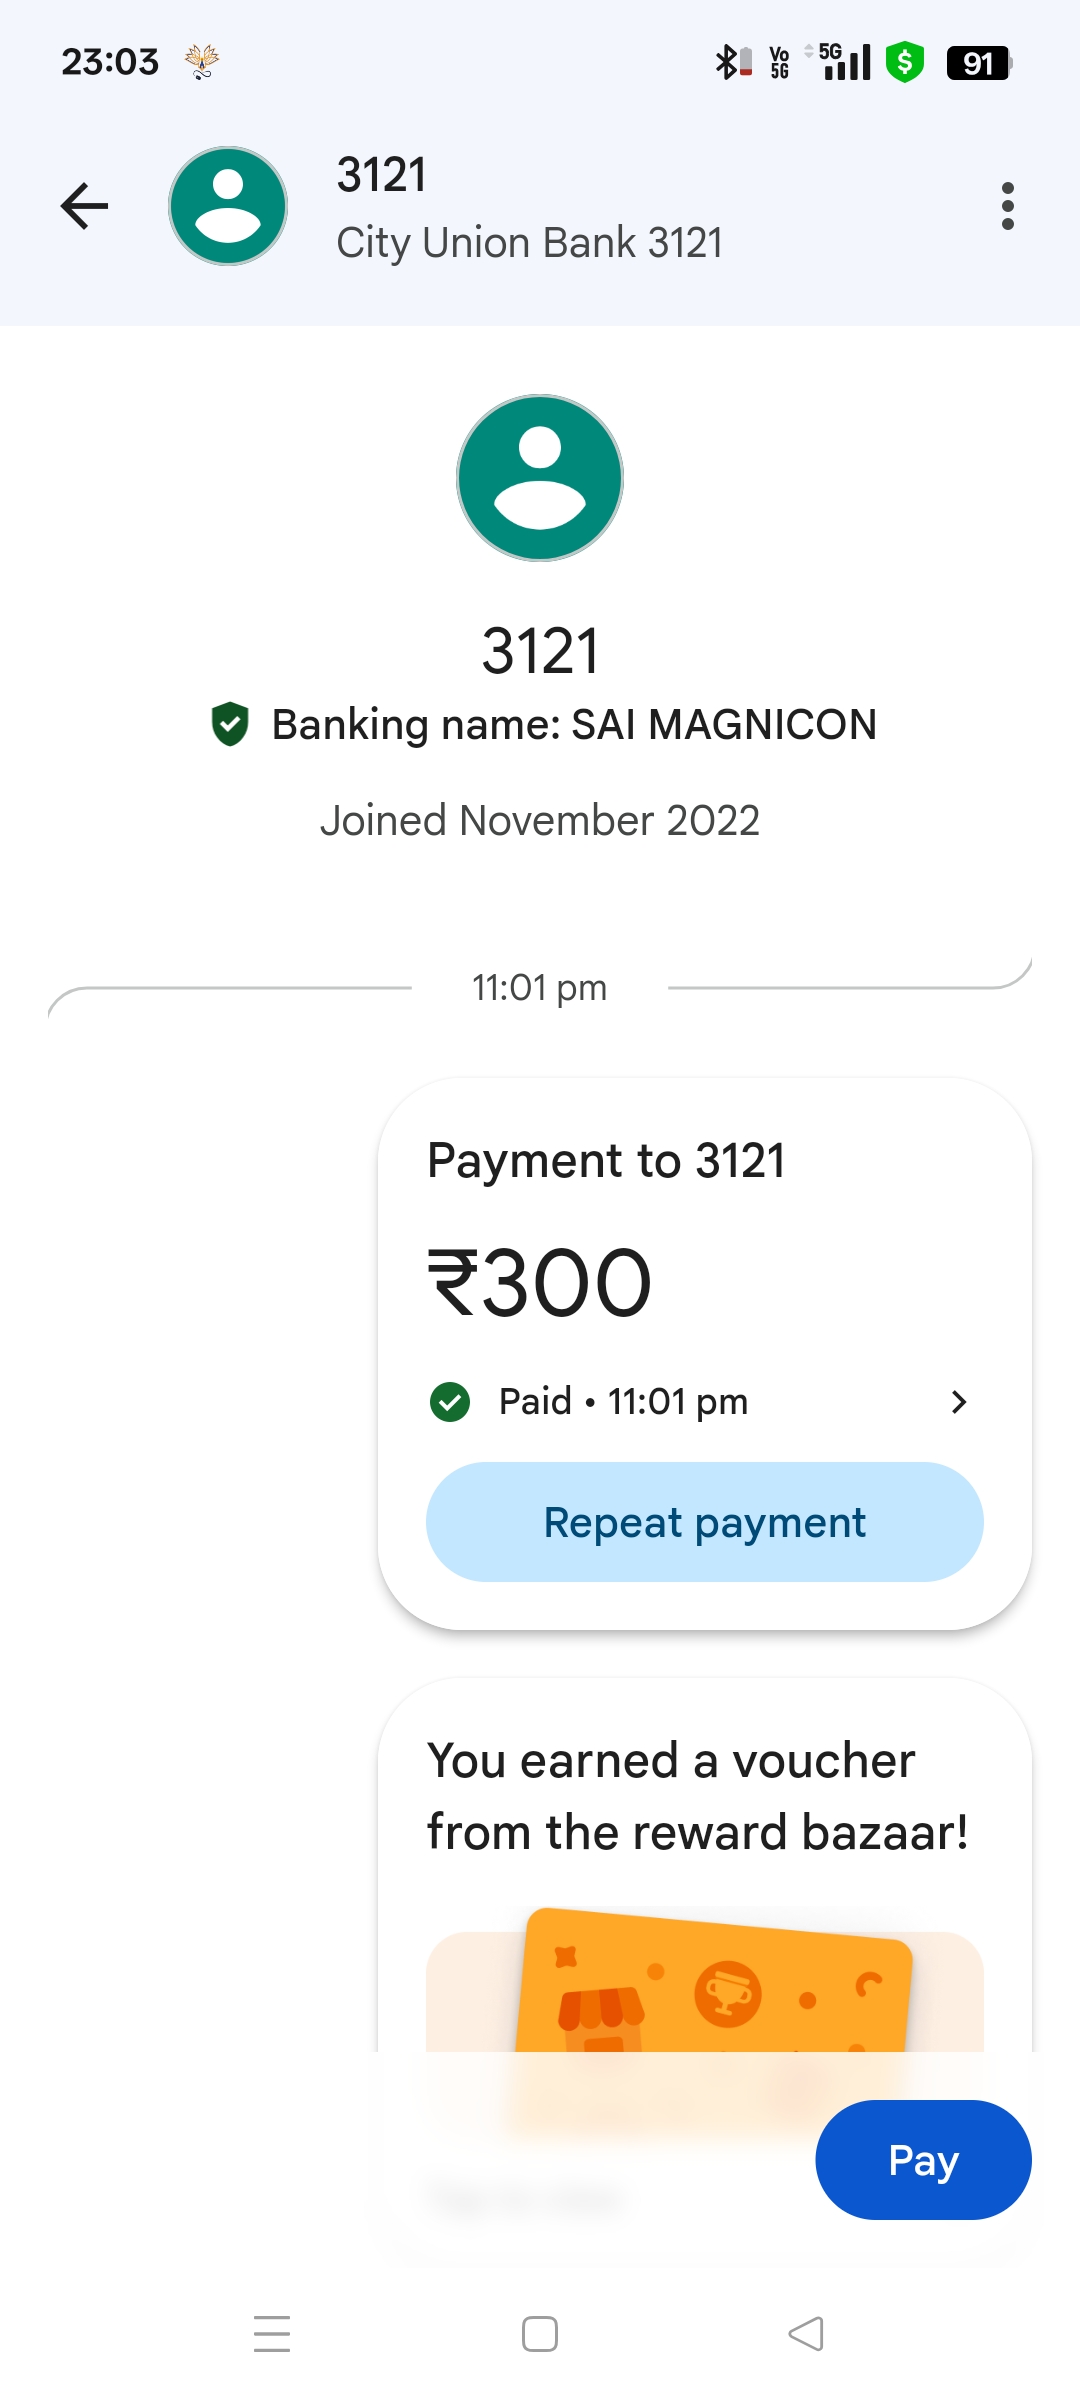 23:03
Vo 5G
5G
91
3121
City Union Bank 3121
3121
Banking name: SAI MAGNICON
Joined November 2022
11:01 pm
Payment to 3121
₹300
Paid • 11:01 pm
Repeat payment
You earned a voucher
from the reward bazaar!
Pay